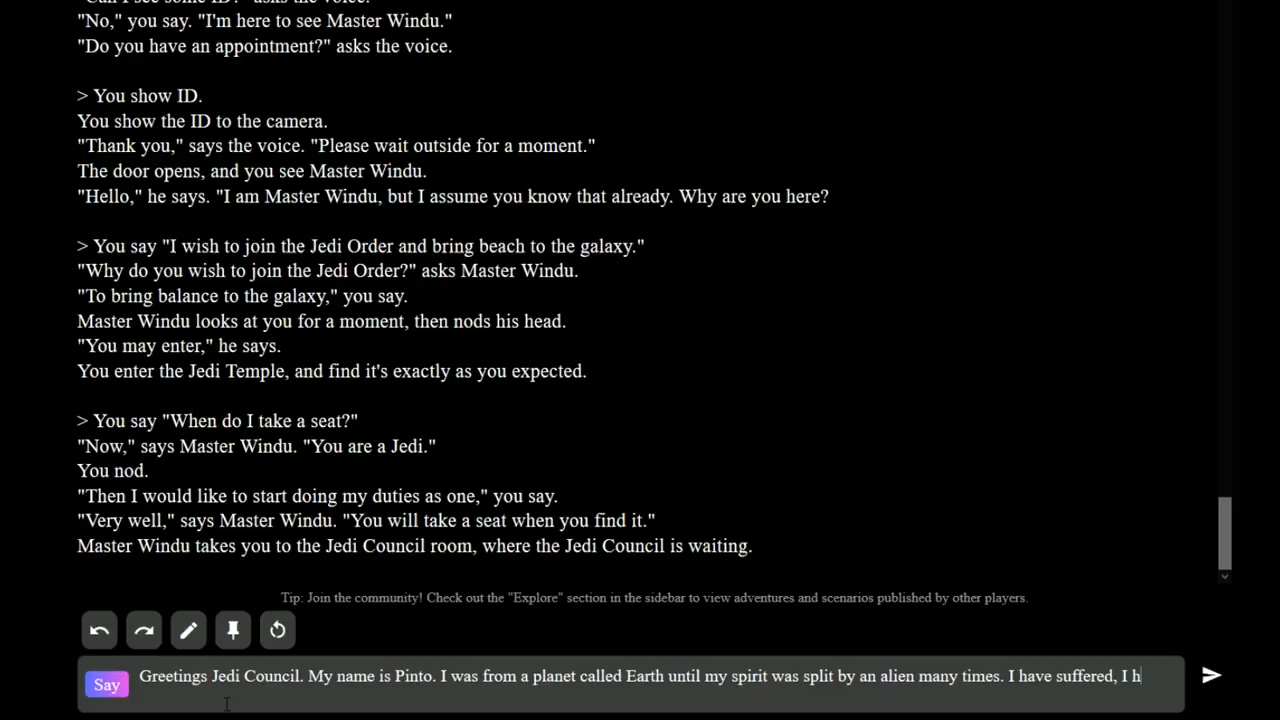 "No," you say. "I'm here to see Master Windu."
"Do you have an appointment?" asks the voice.
> You show ID.
You show the ID to the camera.
"Thank you," says the voice. "Please wait outside for a moment."
The door opens, and you see Master Windu.
"Hello," he says. "I am Master Windu, but I assume you know that already. Why are you here?
> You say "I wish to join the Jedi Order and bring beach to the galaxy."
"Why do you wish to join the Jedi Order?" asks Master Windu.
"To bring balance to the galaxy," you say.
Master Windu looks at you for a moment, then nods his head.
"You may enter," he says.
You enter the Jedi Temple, and find it's exactly as you expected.
> You say "When do I take a seat?"
"Now," says Master Windu. "You are a Jedi."
You nod.
"Then I would like to start doing my duties as one," you say.
"Very well," says Master Windu. "You will take a seat when you find it."
Master Windu takes you to the Jedi Council room, where the Jedi Council is waiting.
Tip: Join the community! Check out the "Explore" section in the sidebar to view adventures and scenarios published by other players.
Say Greetings Jedi Council. My name is Pinto. I was from a planet called Earth until my spirit was split by an alien many times. I have suffered, I h